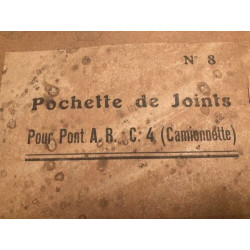 N° 8
Pochette de Joints
Pour Pont A. R. C. 4 (Camionnette)